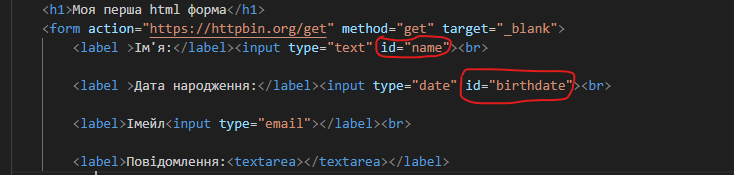 <h1>Моя перша html форма</h1>
<form action="https://httpbin.org/get" method="get" target="_blank">
<label >Ім'я:</label><input type="text" id="name"><br>
<label >Дата народження:</label><input type="date" id="birthdate"><br>
<label>Імейл<input type="email"></label><br>
<label>Повідомлення:<textarea></textarea></label>